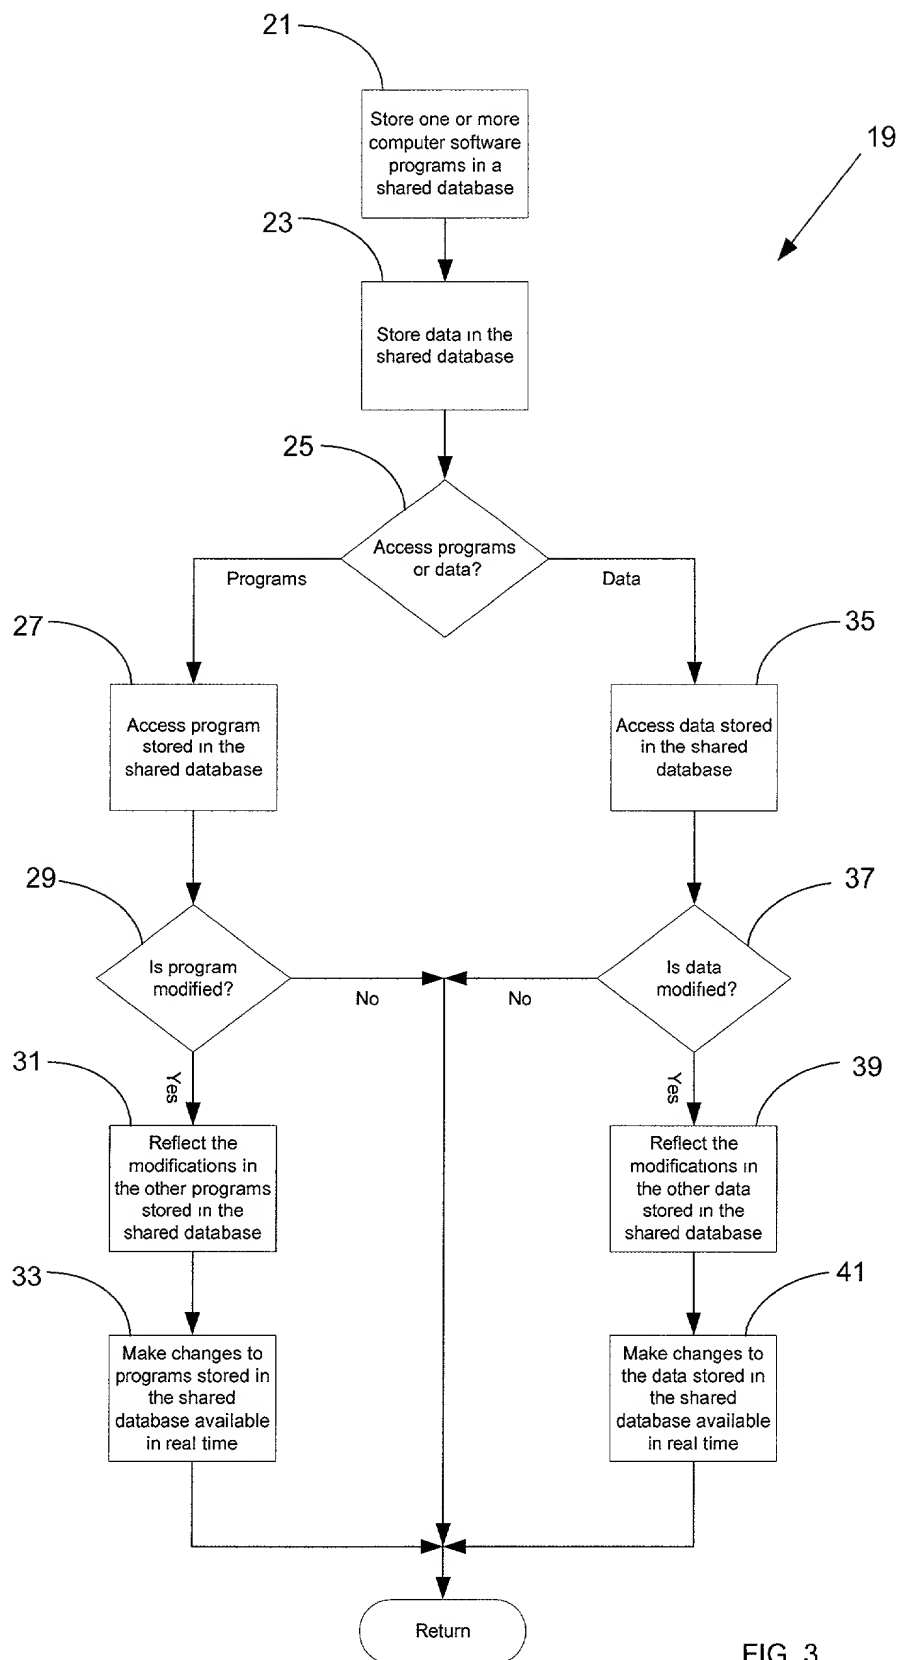 21
Store one or more
computer software
programs in a
shared database
19
23
Store data in the
shared database
25
Access programs
or data?
Programs
Data
27
35
Access program
stored in the
shared database
Access data stored
in the shared
database
29
37
Is program
modified?
No
No
Is data
modified?
31
Yes
Yes
39
Reflect the
modifications in
the other programs
stored in the
shared database
Reflect the
modifications in
the other data
stored in the
shared database
33
41
Make changes to
programs stored in
the shared
database available
in real time
Make changes to
the data stored in
the shared
database available
in real time
Return
FIG. 3